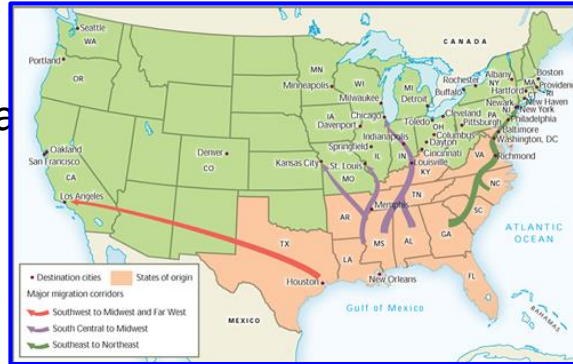 a
Seattle
WA
Portland
OR
Oakland
San Francisco
CA
Los Angeles
Denver
CO
CANADA
MN
Minneapolis
WI
Milwaukee
MI
Detroit
Rochester
Buffalo
Albany
NY
Boston
MA
Providence
Hartford
RI
New Haven
Newark
NJ
New York
Philadelphia
PA
Baltimore
Washington, DC
Pittsburgh
Cleveland
Toledo
OH
Columbus
Dayton
Cincinnati
IA
Davenport
Chicago
Indianapolis
IN
Springfield
IL
Kansas City
St. Louis
MO
Louisville
KY
VA
Richmond
NC
SC
TN
Memphis
AR
MS
AL
GA
LA
TX
Houston
New Orleans
FL
ATLANTIC
OCEAN
Gulf of Mexico
MEXICO
BAHAMAS
Destination cities
States of origin
Major migration corridors
Southwest to Midwest and Far West
South Central to Midwest
Southeast to Northeast